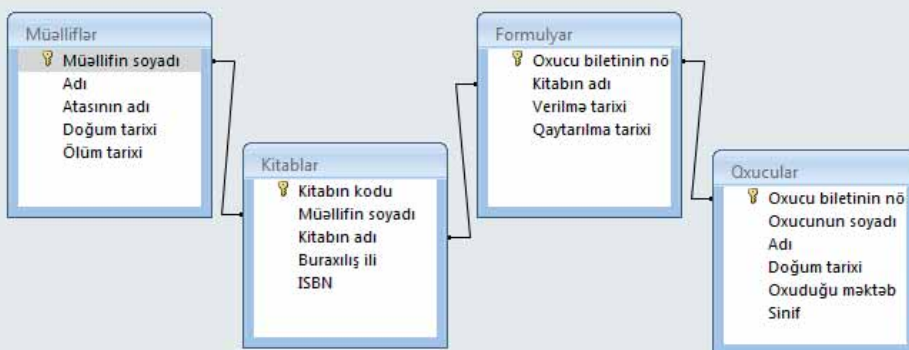 Müəlliflər
Müəllifin soyadı
Adı
Atasının adı
Doğum tarixi
Ölüm tarixi
Kitablar
Kitabın kodu
Müəllifin soyadı
Kitabın adı
Buraxılış ili
ISBN
Formulyar
Oxucu biletinin nö
Kitabın adı
Verilmə tarixi
Qaytarılma tarixi
Oxucular
Oxucu biletinin nö
Oxucunun soyadı
Adı
Doğum tarixi
Oxuduğu məktəb
Sinif